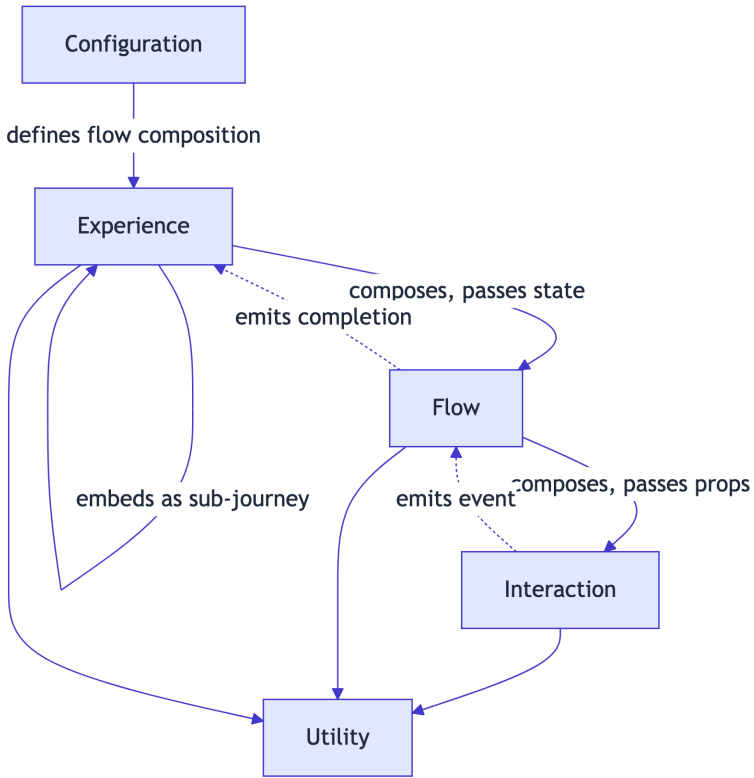 Configuration
defines flow composition
Experience
composes, passes state
emits completion
Flow
embeds as sub-journey
emits event
composes, passes props
Interaction
Utility